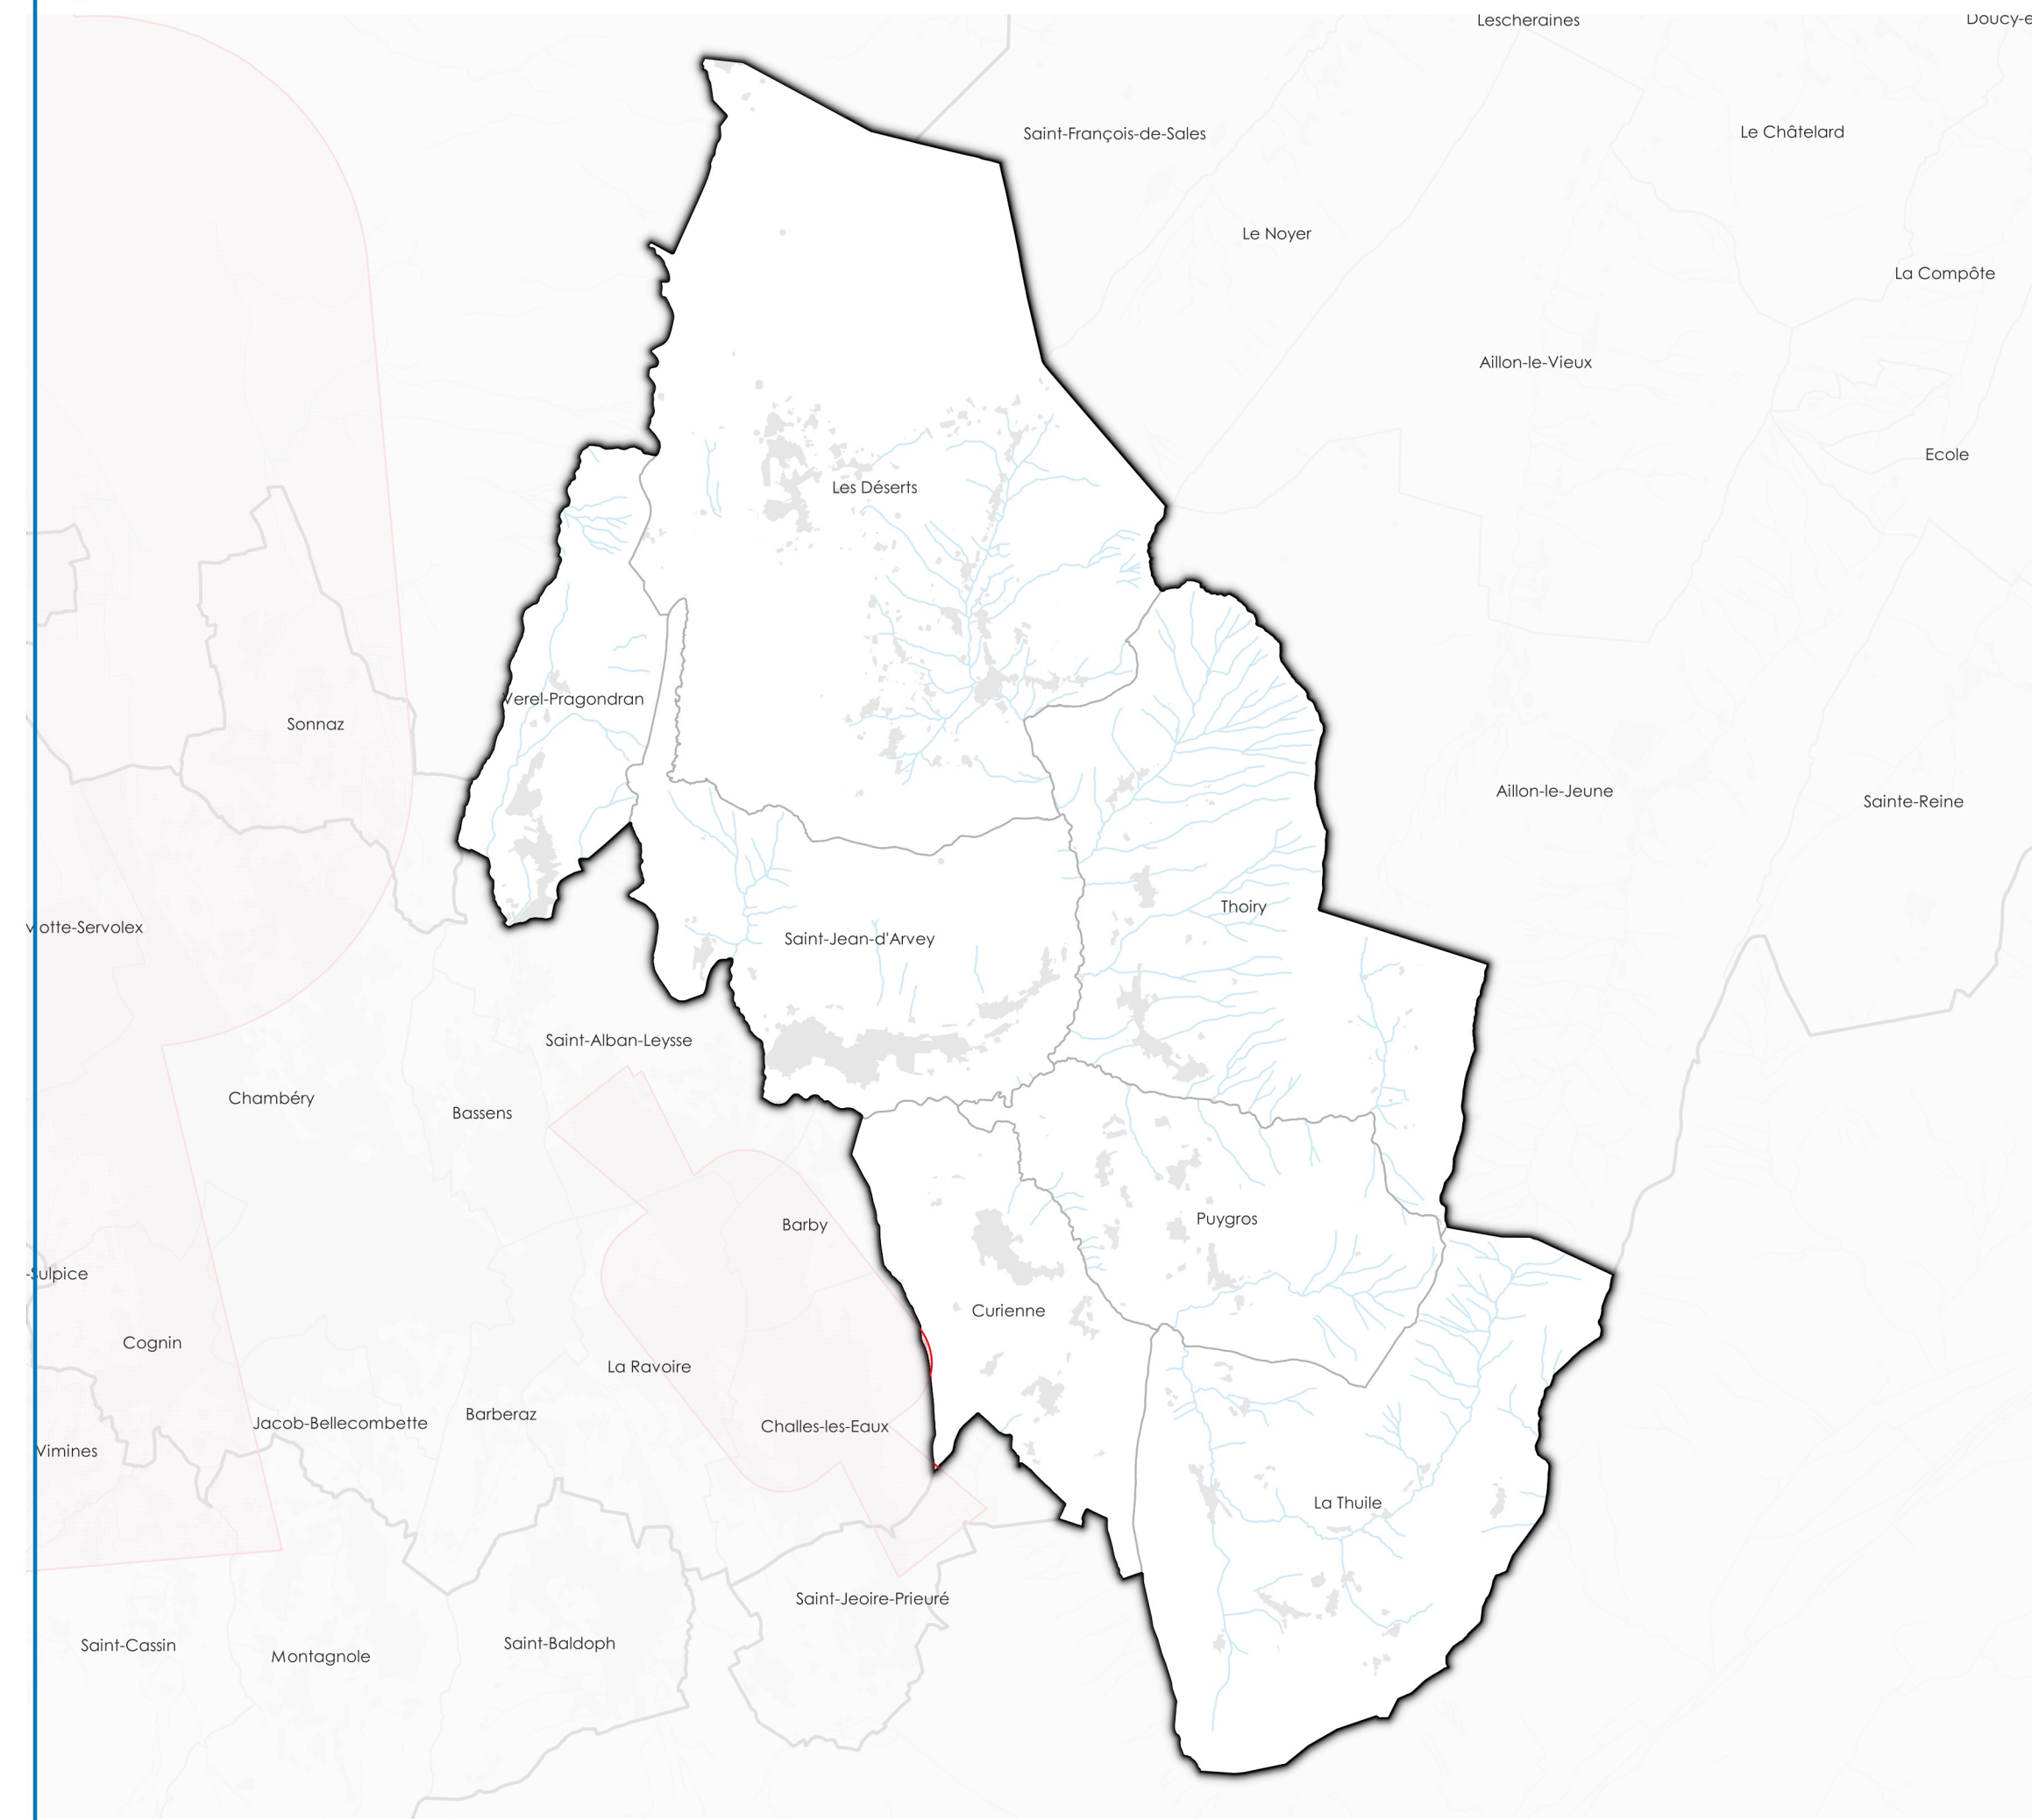 Lescheraines
Saint-François-de-Sales
Le Châtelard
Le Noyer
La Compôte
Aillon-le-Vieux
Ecole
Les Déserts
Verel-Pragondran
Sonnaz
Aillon-le-Jeune
Sainte-Reine
Thoiry
otte-Servolex
Saint-Jean-d'Arvey
Saint-Alban-Leysse
Chambéry
Bassens
Puygros
Barby
-Sulpice
Curienne
Cognin
La Ravoire
Jacob-Bellecombette
Barberaz
Challes-les-Eaux
Vimines
La Thuile
Saint-Jeoire-Prieuré
Saint-Cassin
Montagnole
Saint-Baldoph